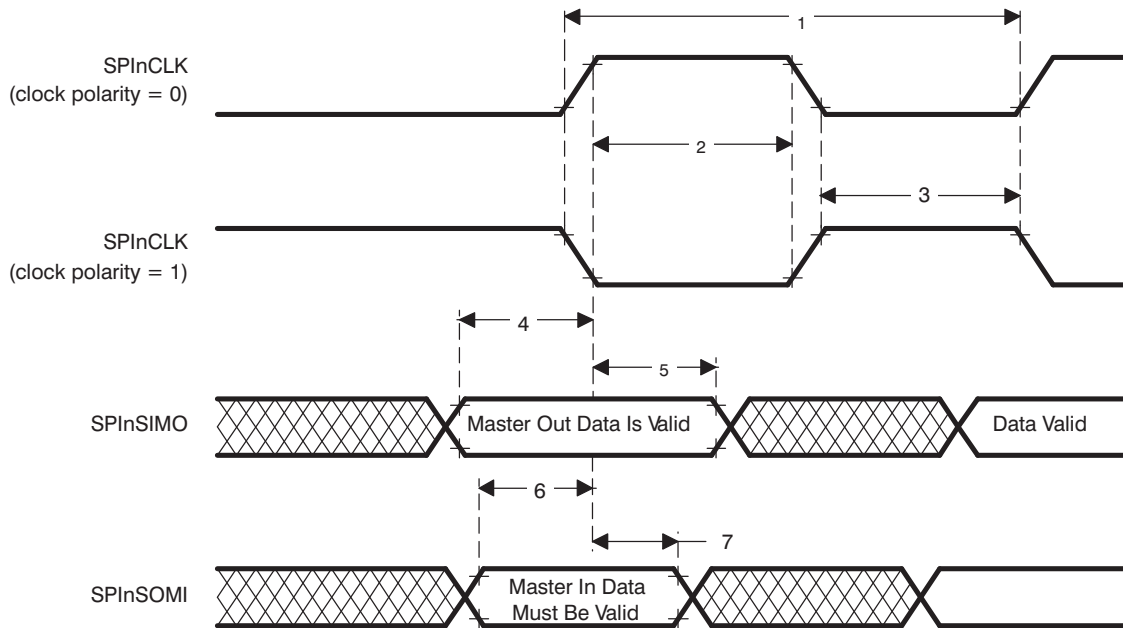 1
SPInCLK
(clock polarity = 0)
2
3
SPInCLK
(clock polarity = 1)
4
5
SPInSIMO
Master Out Data Is Valid
Data Valid
6
7
SPInSOMI
Master In Data
Must Be Valid